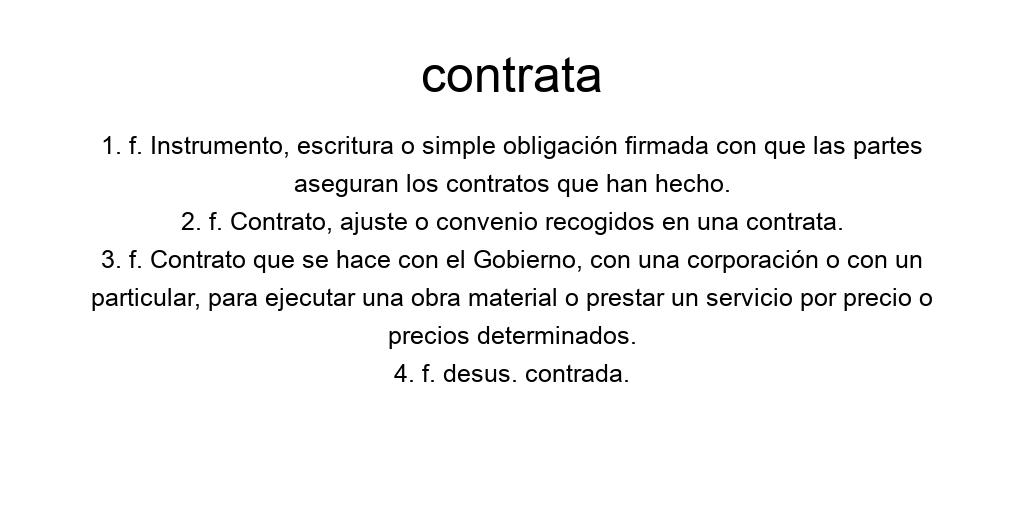 contrata
1. f. Instrumento, escritura o simple obligación firmada con que las partes
aseguran los contratos que han hecho.
2. f. Contrato, ajuste o convenio recogidos en una contrata.
3. f. Contrato que se hace con el Gobierno, con una corporación o con un
particular, para ejecutar una obra material o prestar un servicio por precio o
precios determinados.
4. f. desus. contrada.